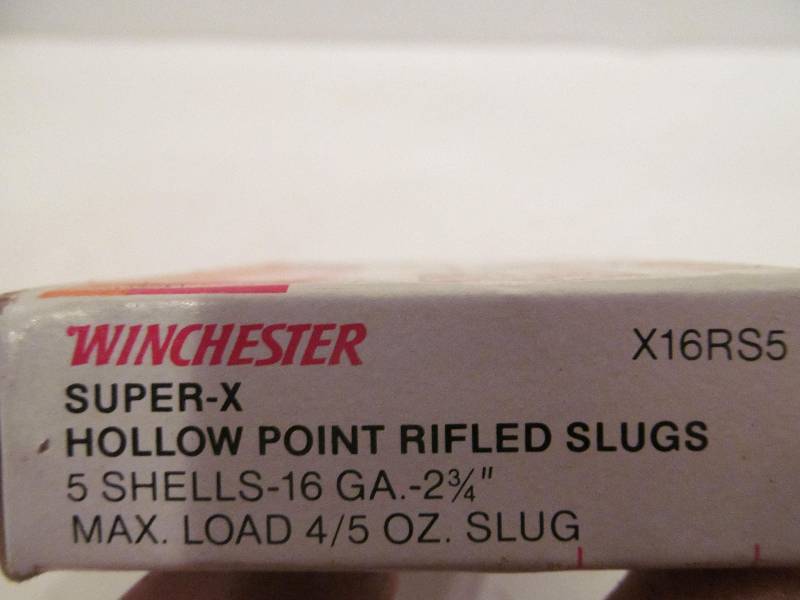 WINCHESTER X16RS5
SUPER-X
HOLLOW POINT RIFLED SLUGS
5 SHELLS-16 GA.-2¾"
MAX. LOAD 4/5 OZ. SLUG